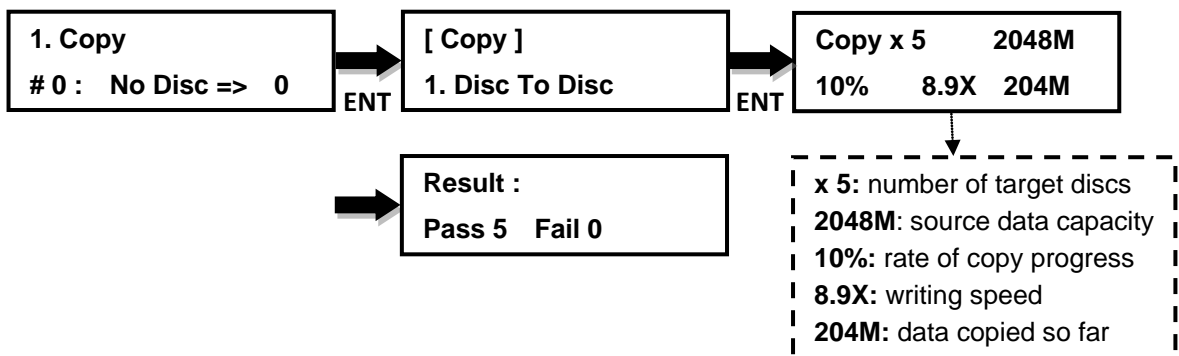 1. Copy
# 0 : No Disc => 0
ENT
[ Copy ]
1. Disc To Disc
ENT
Copy x 5 2048M
10% 8.9X 204M
Result :
Pass 5 Fail 0
x 5: number of target discs
2048M: source data capacity
10%: rate of copy progress
8.9X: writing speed
204M: data copied so far